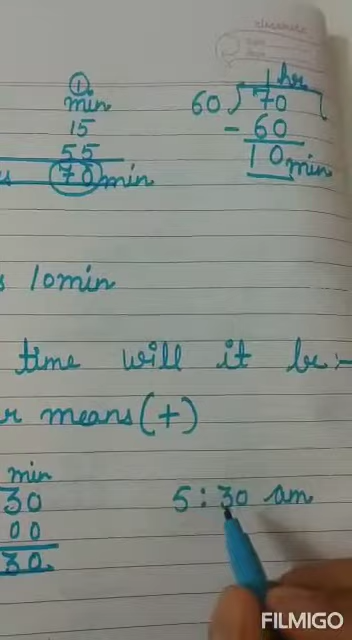 1 hr
① 
min
60 ) 70
15
- 60
55
10 min
70 min
s 10min
time will it be:-
r means (+)
min
30
5:30 am
00
30
FILMIGO